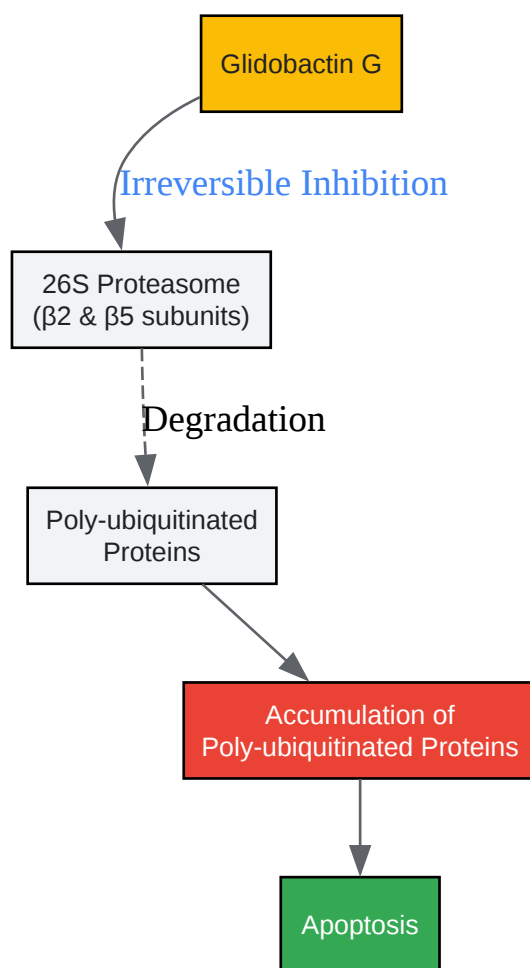 Glidobactin G
Irreversible Inhibition
26S Proteasome
(β2 & β5 subunits)
Degradation
Poly-ubiquitinated
Proteins
Accumulation of
Poly-ubiquitinated Proteins
Apoptosis